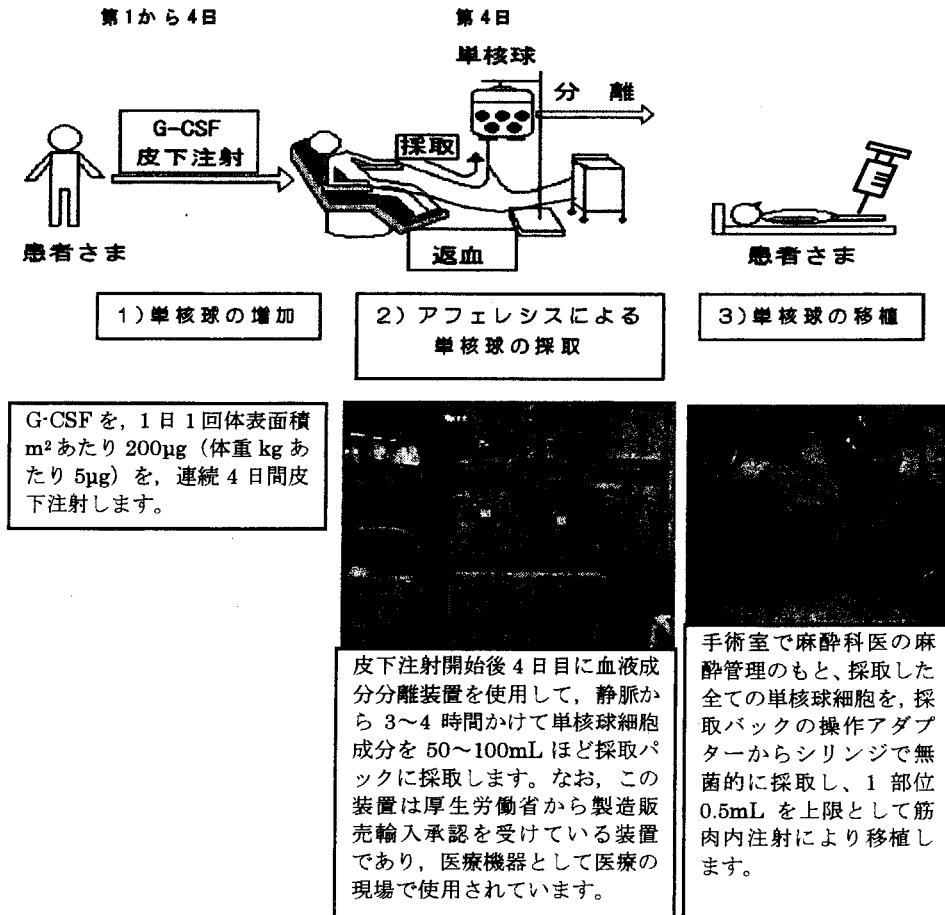 第1から4日
第4日
単核球
分 離
G-CSF
皮下注射
採取
返血
患者さま
患者さま
1)単核球の増加
2)アフェレシスによる
単核球の採取
3)単核球の移植
G-CSFを，1日1回体表面積
m²あたり200μg（体重kgあ
たり5μg）を，連続4日間皮
下注射します。
皮下注射開始後4日目に血液成
分分離装置を使用して，静脈か
ら3～4時間かけて単核球細胞
成分を50～100mLほど採取パ
ックに採取します。なお，この
装置は厚生労働省から製造販
売輸入承認を受けている装置
であり，医療機器として医療の
現場で使用されています。
手術室で麻酔科医の麻
酔管理のもと、採取した
全ての単核球細胞を，採
取バックの操作アダプ
ターからシリンジで無
菌的に採取し、1部位
0.5mLを上限として筋
肉内注射により移植し
ます。